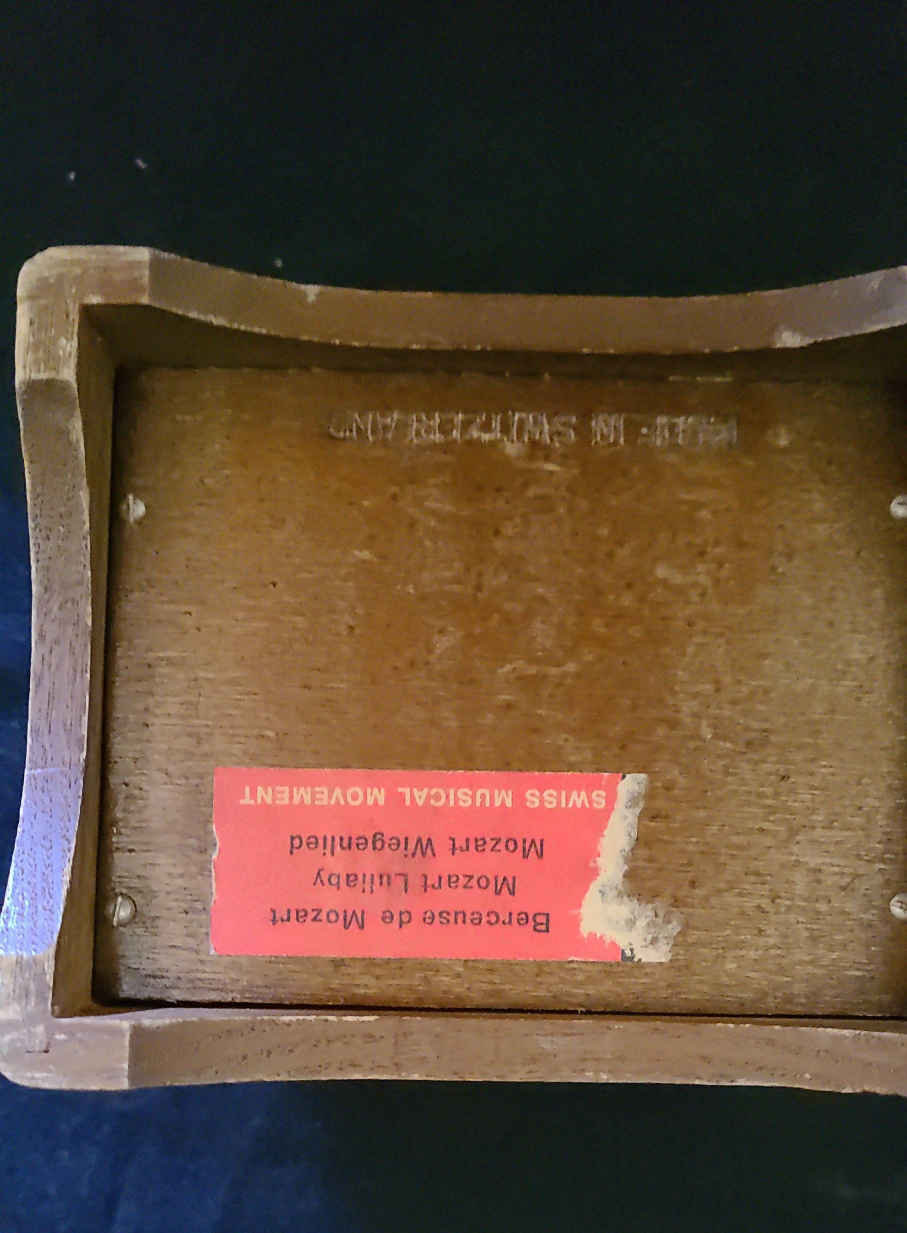 Berceuse de Mozart
Mozart Lullaby
Mozart Wiegenlied
SWISS MUSICAL MOVEMENT
MADE IN SWITZERLAND